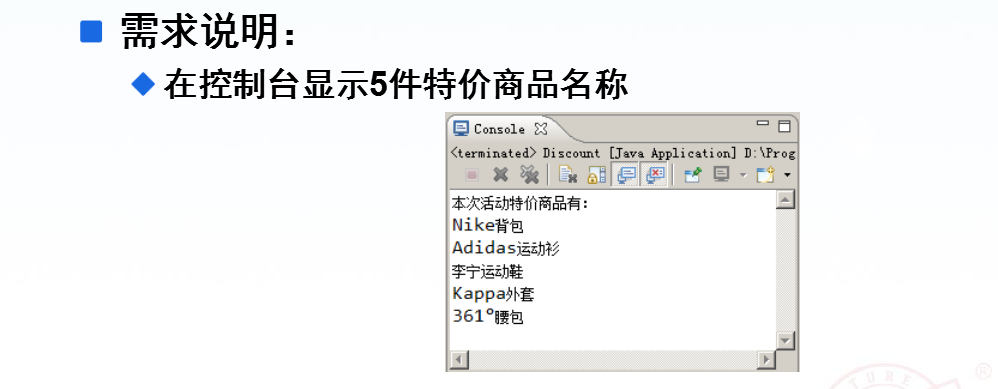 需求说明:
在控制台显示5件特价商品名称
Console
<terminated> Discount [Java Application] D:\Prog
本次活动特价商品有:
Nike背包
Adidas运动衫
李宁运动鞋
Kappa外套
361°腰包